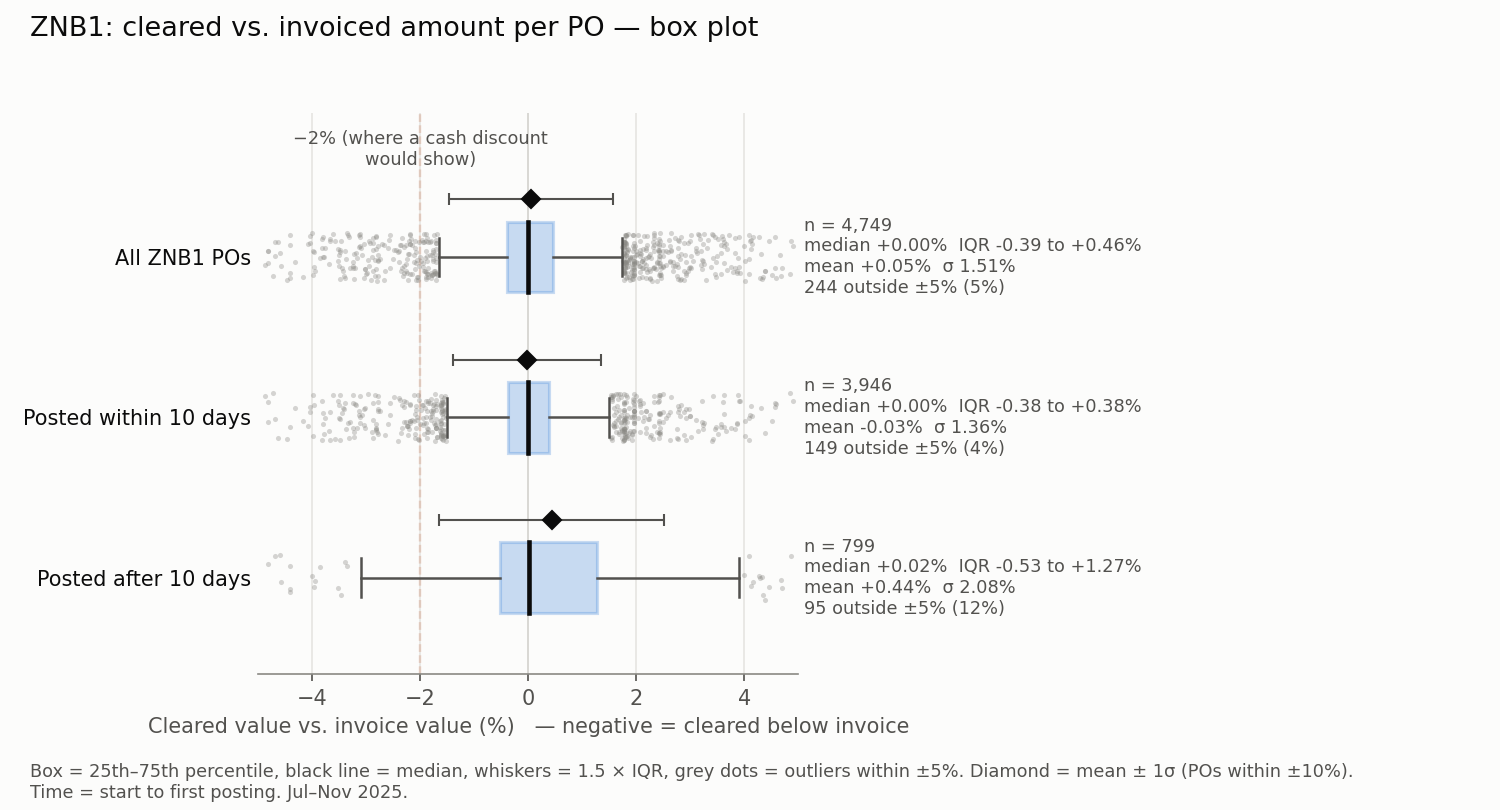 ZNB1: cleared vs. invoiced amount per PO — box plot
−2% (where a cash discount
would show)
All ZNB1 POs
n = 4,749
median +0.00%  IQR -0.39 to +0.46%
mean +0.05%  σ 1.51%
244 outside ±5% (5%)
Posted within 10 days
n = 3,946
median +0.00%  IQR -0.38 to +0.38%
mean -0.03%  σ 1.36%
149 outside ±5% (4%)
Posted after 10 days
n = 799
median +0.02%  IQR -0.53 to +1.27%
mean +0.44%  σ 2.08%
95 outside ±5% (12%)
−4 −2 0 2 4
Cleared value vs. invoice value (%)   — negative = cleared below invoice
Box = 25th–75th percentile, black line = median, whiskers = 1.5 × IQR, grey dots = outliers within ±5%. Diamond = mean ± 1σ (POs within ±10%).
Time = start to first posting. Jul–Nov 2025.